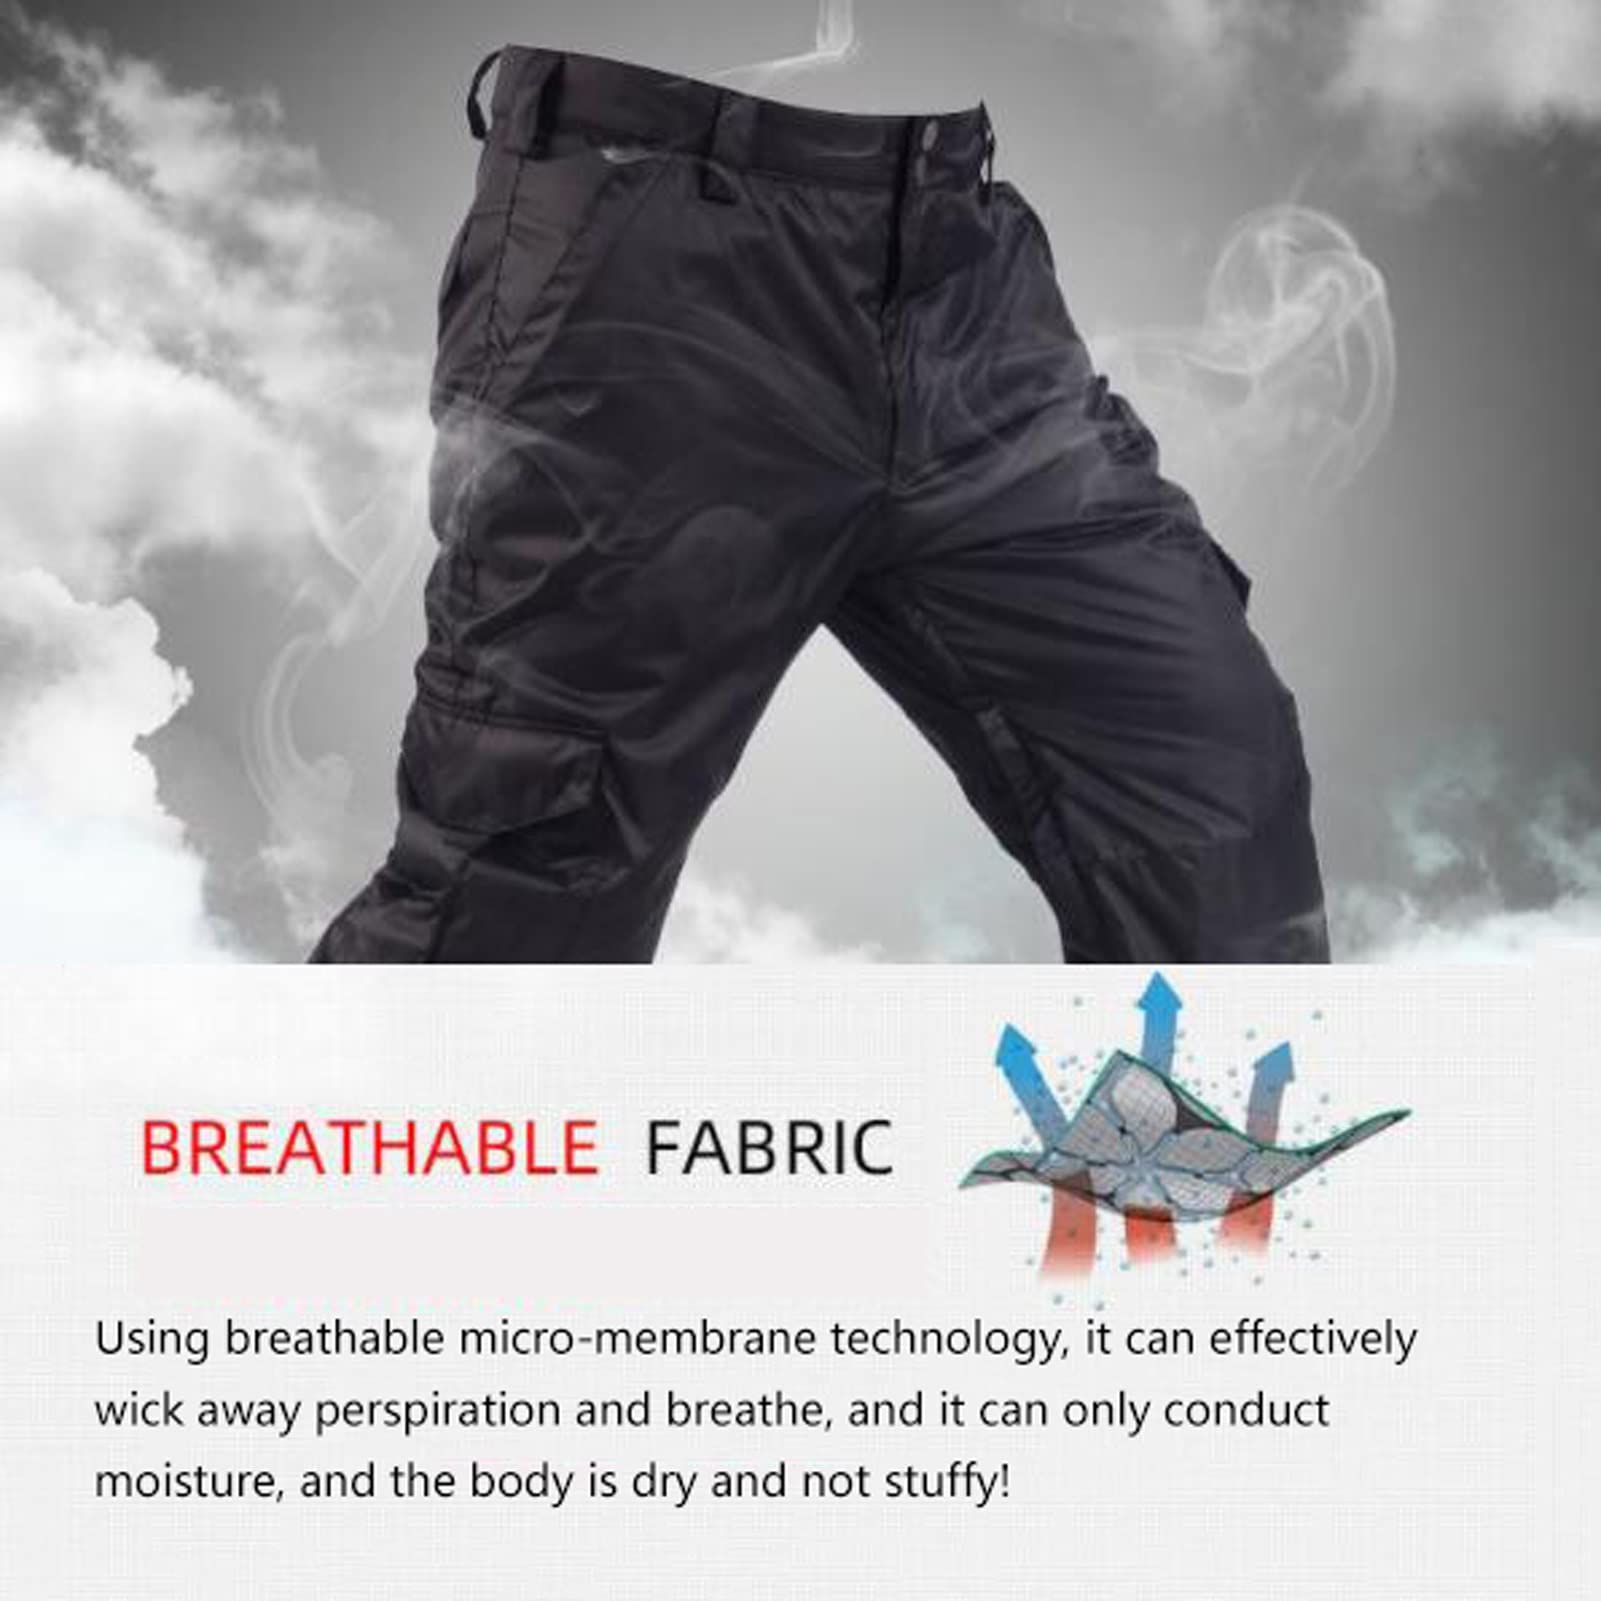 BREATHABLE FABRIC
Using breathable micro-membrane technology, it can effectively
wick away perspiration and breathe, and it can only conduct
moisture, and the body is dry and not stuffy!